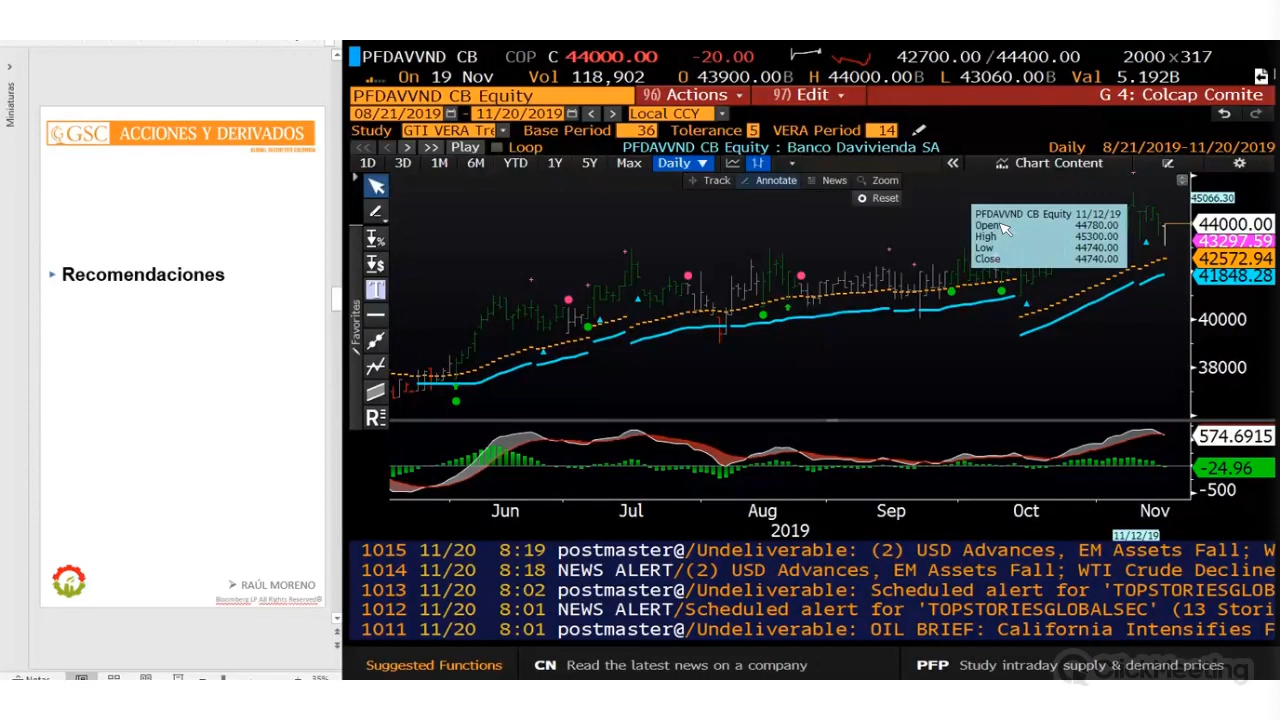 Miniaturas
GSC ACCIONES Y DERIVADOS
Recomendaciones
RAÚL MORENO
Bloomberg LP All Rights Reserved®
Notas
35%
PFDAVVND CB COP C 44000.00 -20.00 42700.00 /44400.00 2000 x317
On 19 Nov Vol 118,902 O 43900.00B H 44000.00B L 43060.00B Val 5.192B
PFDAVVND CB Equity 96) Actions 97) Edit G 4: Colcap Comite
08/21/2019 - 11/20/2019 Local CCY
Study GTI VERA Tre Base Period 36 Tolerance 5 VERA Period 14
<< < > >> Play Loop PFDAVVND CB Equity : Banco Davivienda SA Daily 8/21/2019-11/20/2019
1D 3D 1M 6M YTD 1Y 5Y Max Daily Chart Content
Track Annotate News Zoom
Reset
Favorites
PFDAVVND CB Equity 11/12/19
Open 44780.00
High 45300.00
Low 44740.00
Close 44740.00
45066.30
44000.00
43297.59
42572.94
41848.28
40000
38000
574.6915
-24.96
-500
Jun Jul Aug Sep Oct Nov
2019
11/12/19
1015 11/20 8:19 postmaster@/Undeliverable: (2) USD Advances, EM Assets Fall; W
1014 11/20 8:18 NEWS ALERT/(2) USD Advances, EM Assets Fall; WTI Crude Decline
1013 11/20 8:02 postmaster@/Undeliverable: Scheduled alert for 'TOPSTORIESGLOB
1012 11/20 8:01 NEWS ALERT/Scheduled alert for 'TOPSTORIESGLOBALSEC' (13 Stori
1011 11/20 8:01 postmaster@/Undeliverable: OIL BRIEF: California Intensifies F
Suggested Functions CN Read the latest news on a company PFP Study intraday supply & demand prices
ClickMeeting